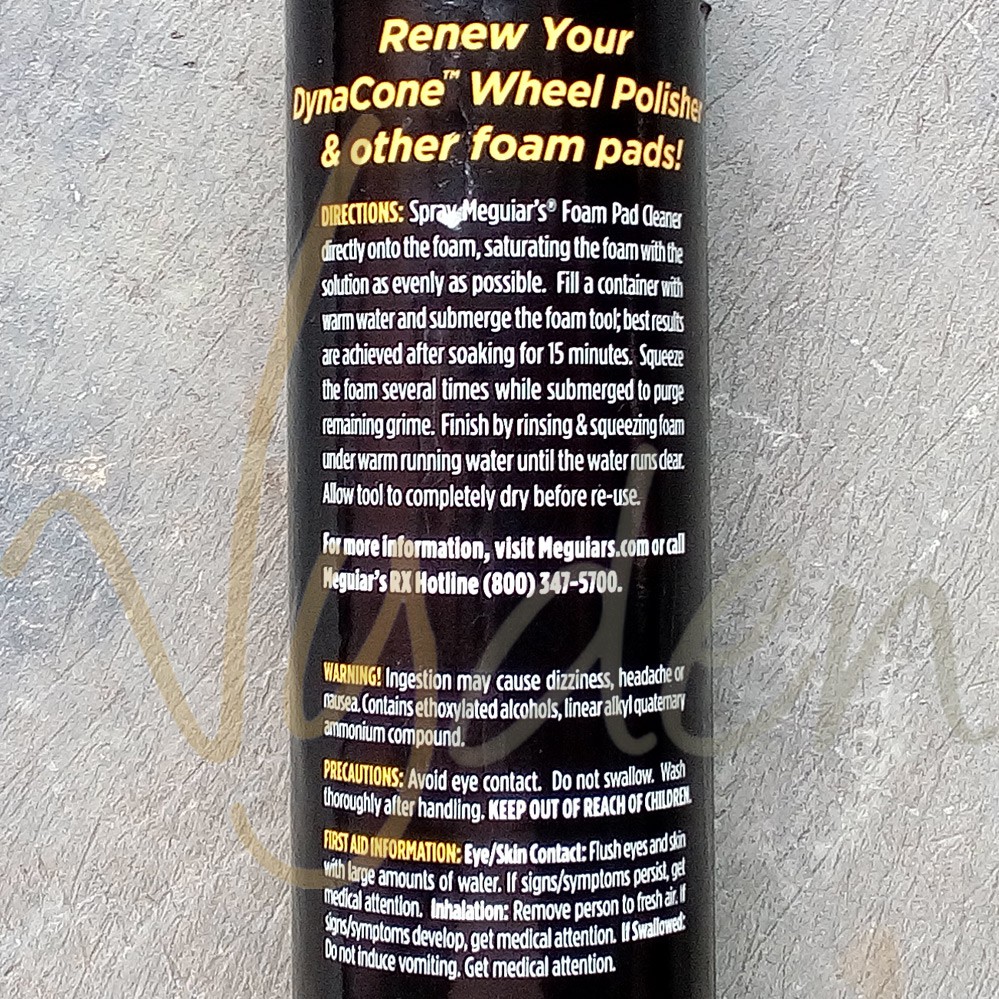 Renew Your
DynaCone™ Wheel Polisher
& other foam pads!
DIRECTIONS: Spray Meguiar's® Foam Pad Cleaner
directly onto the foam, saturating the foam with the
solution as evenly as possible. Fill a container with
warm water and submerge the foam tool; best results
are achieved after soaking for 15 minutes. Squeeze
the foam several times while submerged to purge
remaining grime. Finish by rinsing & squeezing foam
under warm running water until the water runs clear.
Allow tool to completely dry before re-use.
For more information, visit Meguiars.com or call
Meguiar's RX Hotline (800) 347-5700.
WARNING! Ingestion may cause dizziness, headache or
nausea. Contains ethoxylated alcohols, linear alkyl quaternary
ammonium compound.
PRECAUTIONS: Avoid eye contact. Do not swallow. Wash
thoroughly after handling. KEEP OUT OF REACH OF CHILDREN.
FIRST AID INFORMATION: Eye/Skin Contact: Flush eyes and skin
with large amounts of water. If signs/symptoms persist, get
medical attention. Inhalation: Remove person to fresh air. If
signs/symptoms develop, get medical attention. If Swallowed:
Do not induce vomiting. Get medical attention.
Vyden